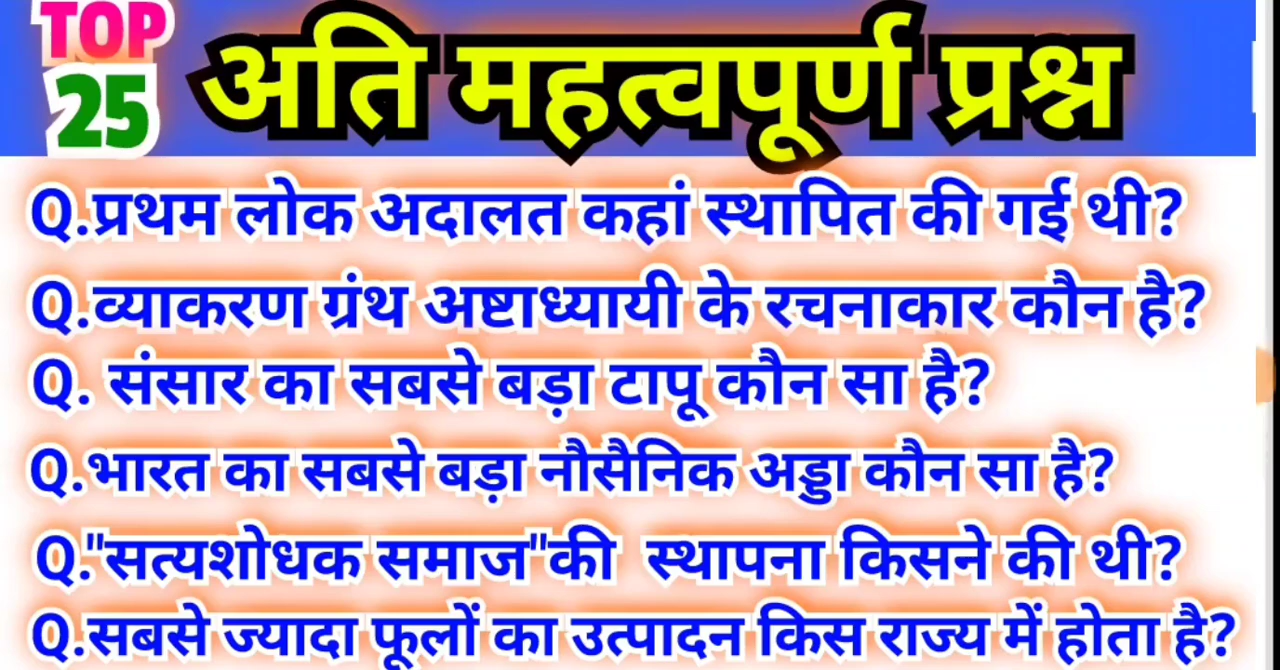 TOP
25
अति महत्वपूर्ण प्रश्न
Q.प्रथम लोक अदालत कहां स्थापित की गई थी?
Q.व्याकरण ग्रंथ अष्टाध्यायी के रचनाकार कौन है?
Q. संसार का सबसे बड़ा टापू कौन सा है?
Q.भारत का सबसे बड़ा नौसैनिक अड्डा कौन सा है?
Q."सत्यशोधक समाज"की स्थापना किसने की थी?
Q.सबसे ज्यादा फूलों का उत्पादन किस राज्य में होता है?